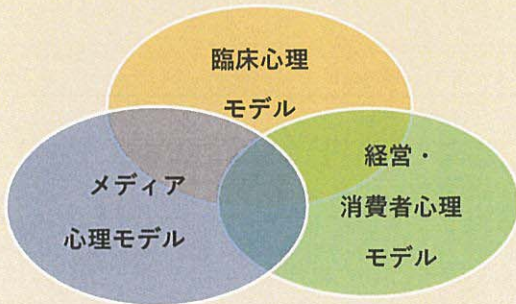 臨床心理
モデル
メディア
心理モデル
経営・
消費者心理
モデル